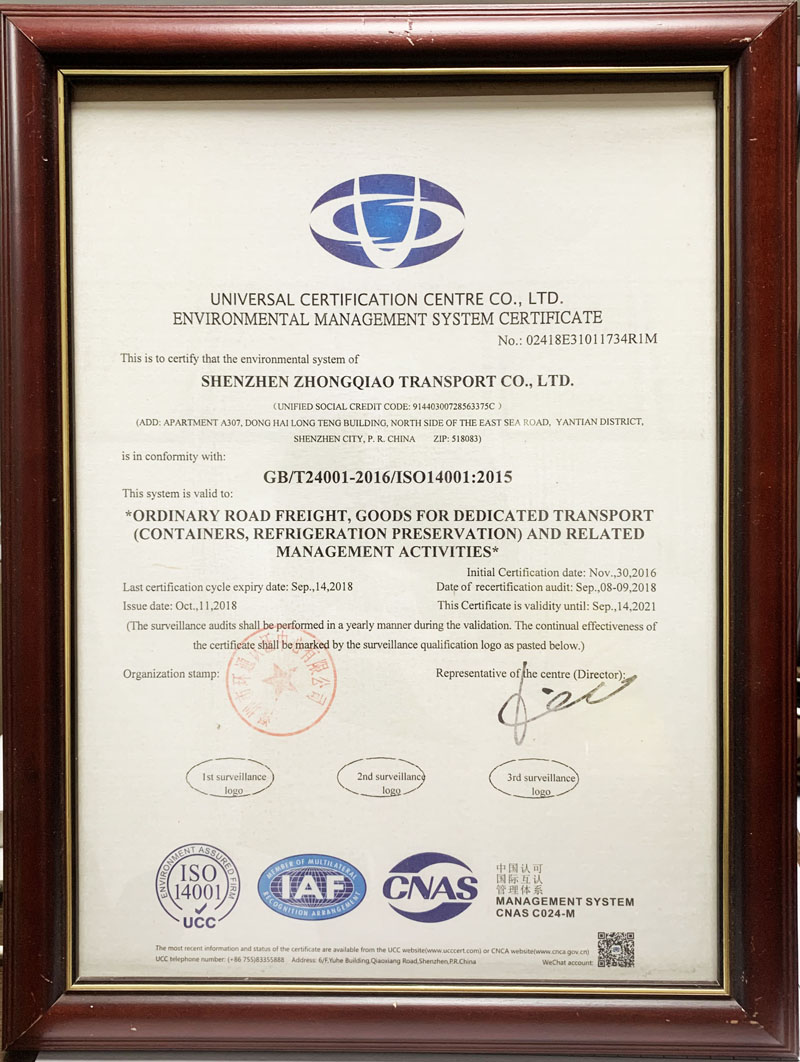 UNIVERSAL CERTIFICATION CENTRE CO., LTD.
ENVIRONMENTAL MANAGEMENT SYSTEM CERTIFICATE
No.: 02418E31011734R1M
This is to certify that the environmental system of
SHENZHEN ZHONGQIAO TRANSPORT CO., LTD.
(UNIFIED SOCIAL CREDIT CODE: 91440300728563375C )
(ADD: APARTMENT A307, DONG HAI LONG TENG BUILDING, NORTH SIDE OF THE EAST SEA ROAD, YANTIAN DISTRICT,
SHENZHEN CITY, P. R. CHINA ZIP: 518083)
is in conformity with:
GB/T24001-2016/ISO14001:2015
This system is valid to:
*ORDINARY ROAD FREIGHT, GOODS FOR DEDICATED TRANSPORT
(CONTAINERS, REFRIGERATION PRESERVATION) AND RELATED
MANAGEMENT ACTIVITIES*
Initial Certification date: Nov.,30,2016
Last certification cycle expiry date: Sep.,14,2018 Date of recertification audit: Sep.,08-09,2018
Issue date: Oct.,11,2018 This Certificate is validity until: Sep.,14,2021
(The surveillance audits shall be performed in a yearly manner during the validation. The continual effectiveness of
the certificate shall be marked by the surveillance qualification logo as pasted below.)
Organization stamp: Representative of the centre (Director):
1st surveillance
logo
2nd surveillance
logo
3rd surveillance
logo
ENVIRONMENT ASSURED FIRM
ISO
14001
UCC
MEMBER OF MULTILATERAL
IAF
RECOGNITION ARRANGEMENT
CNAS
中国认可
国际互认
管理体系
MANAGEMENT SYSTEM
CNAS C024-M
The most recent information and status of the certificate are available from the UCC website(www.ucccert.com) or CNCA website(www.cnca.gov.cn)
UCC telephone number: (+86 755)83355888 Address: 6/F,Yuhe Building,Qiaoxiang Road,Shenzhen,P.R.China
WeChat account: